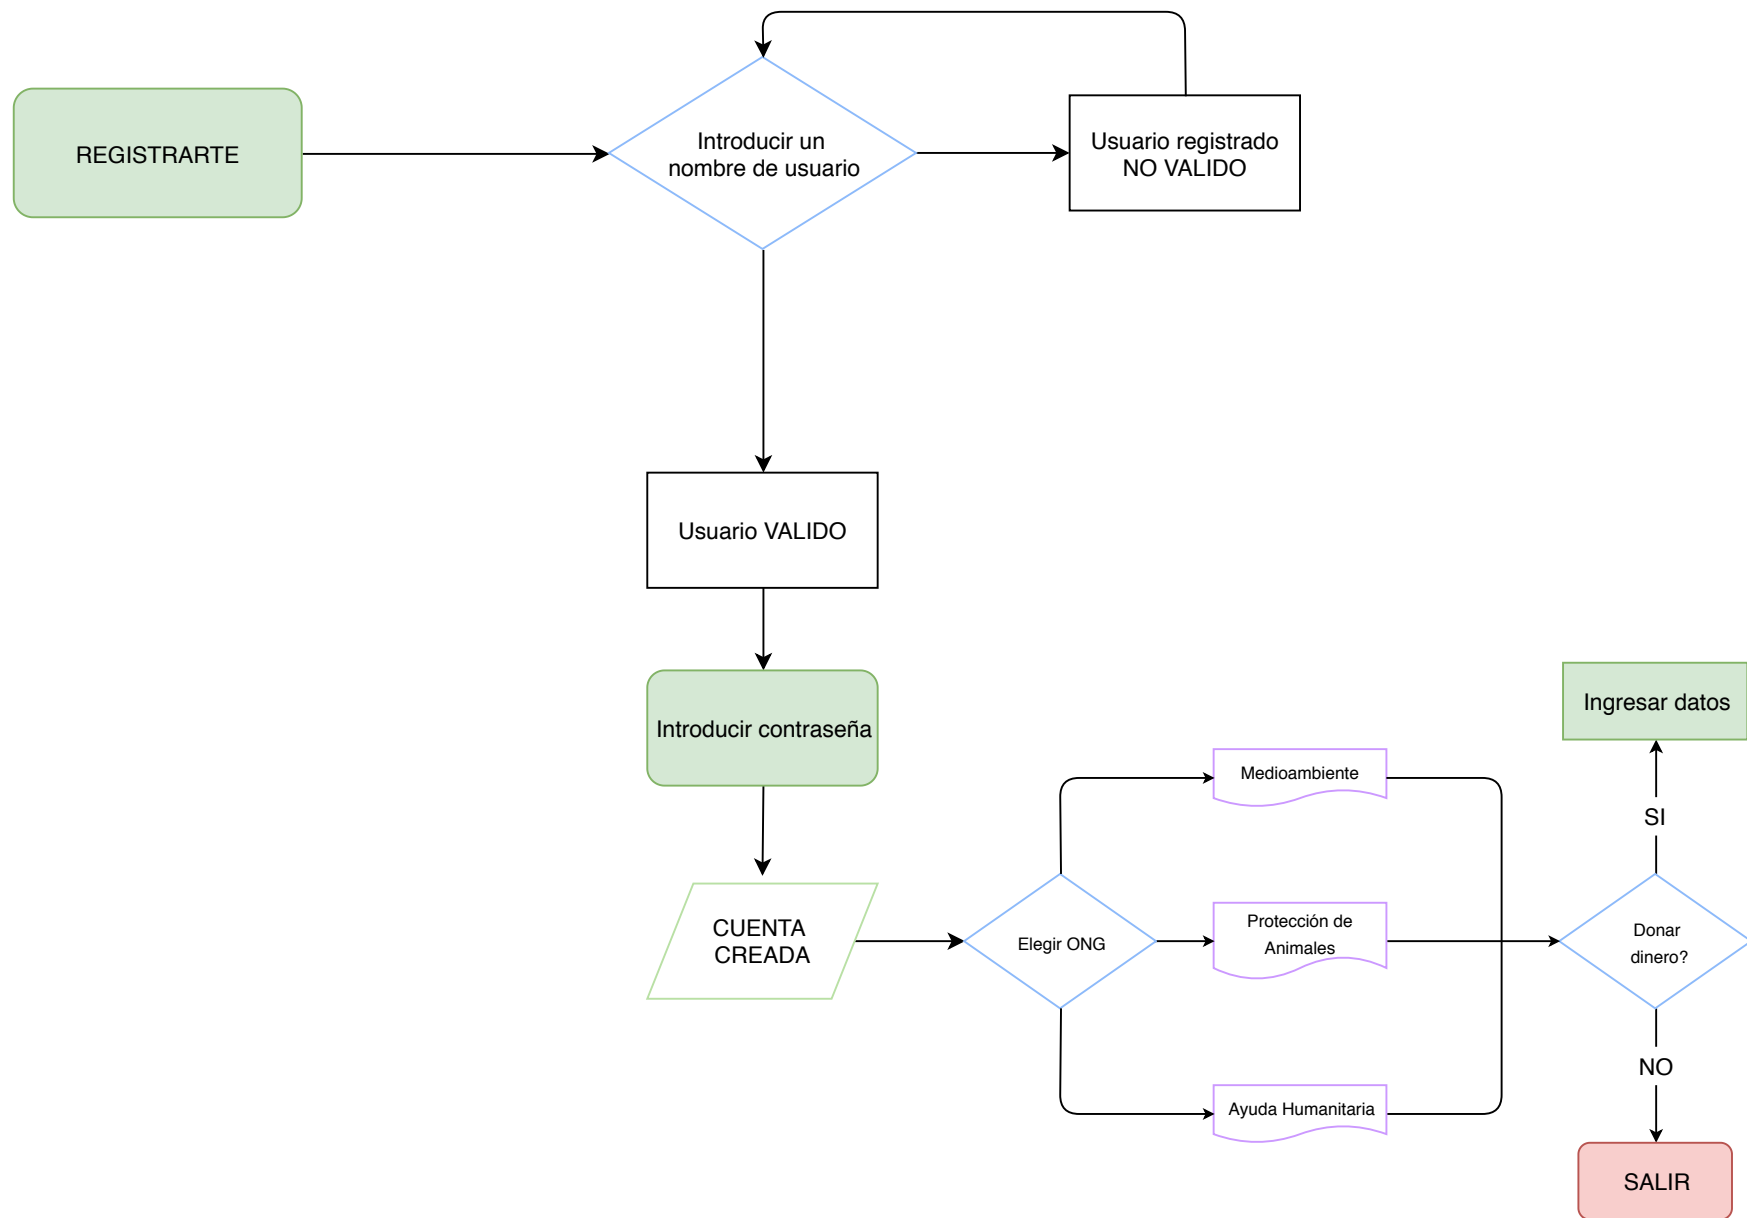 REGISTRARTE
Introducir un
nombre de usuario
Usuario registrado
NO VALIDO
Usuario VALIDO
Introducir contraseña
CUENTA
CREADA
Elegir ONG
Medioambiente
Protección de
Animales
Ayuda Humanitaria
Ingresar datos
SI
Donar
dinero?
NO
SALIR